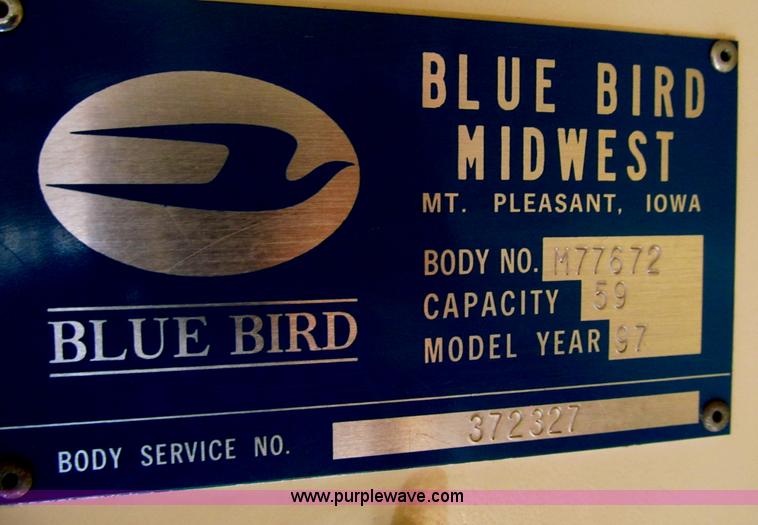 BLUE BIRD
MIDWEST
MT. PLEASANT, IOWA
BODY NO. M77672
CAPACITY 59
MODEL YEAR 97
BLUE BIRD
BODY SERVICE NO. 372327
www.purplewave.com